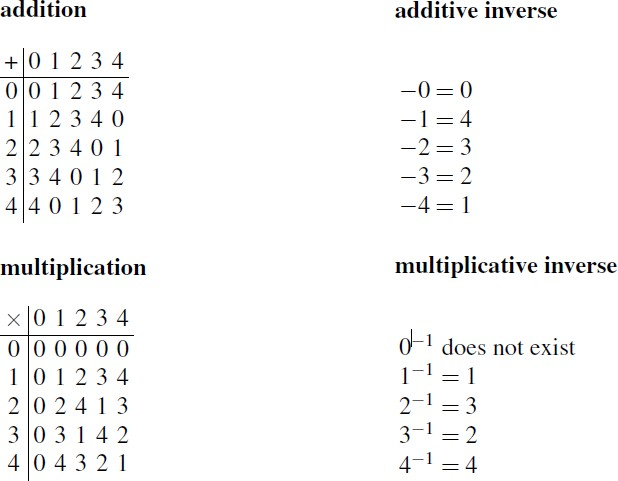 addition
+ 0 1 2 3 4
0 0 1 2 3 4
1 1 2 3 4 0
2 2 3 4 0 1
3 3 4 0 1 2
4 4 0 1 2 3
additive inverse
−0 = 0
−1 = 4
−2 = 3
−3 = 2
−4 = 1
multiplication
× 0 1 2 3 4
0 0 0 0 0 0
1 0 1 2 3 4
2 0 2 4 1 3
3 0 3 1 4 2
4 0 4 3 2 1
multiplicative inverse
0⁻¹ does not exist
1⁻¹ = 1
2⁻¹ = 3
3⁻¹ = 2
4⁻¹ = 4